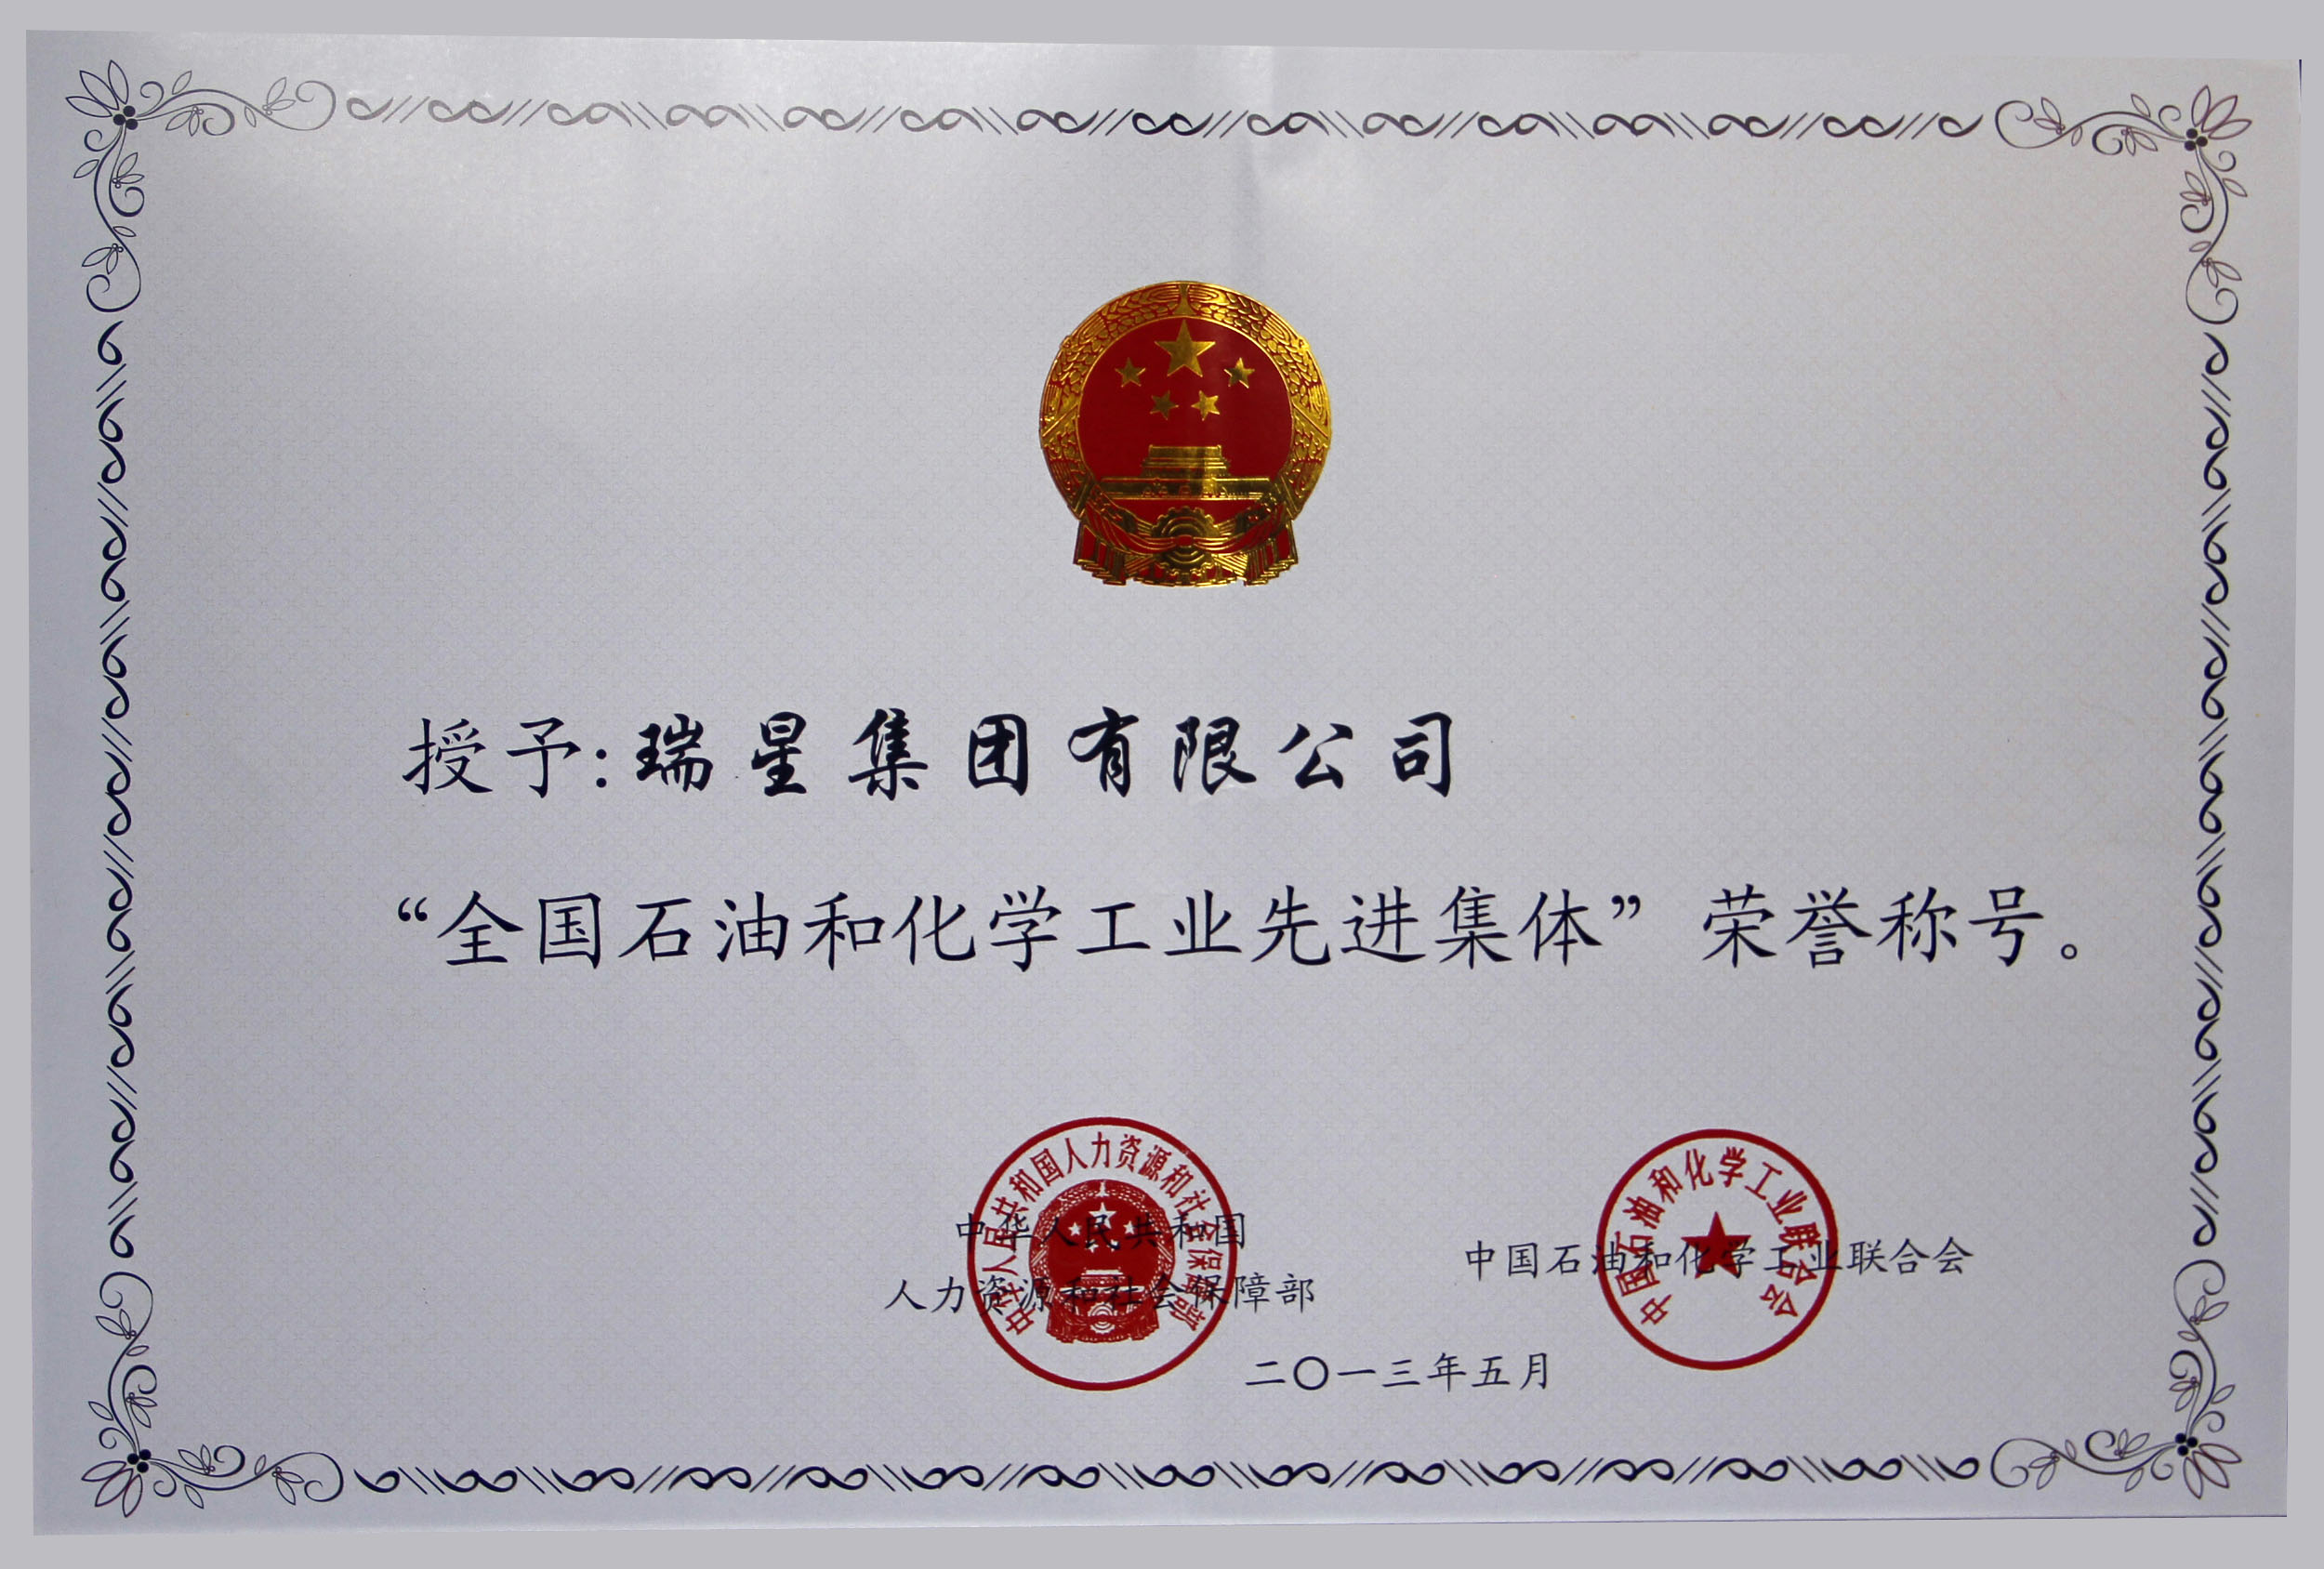 授予:瑞星集团有限公司
“全国石油和化学工业先进集体”荣誉称号。
中华人民共和国人力资源和社会保障部
中华人民共和国
人力资源和社会保障部
中国石油和化学工业联合会
中国石油和化学工业联合会
二〇一三年五月